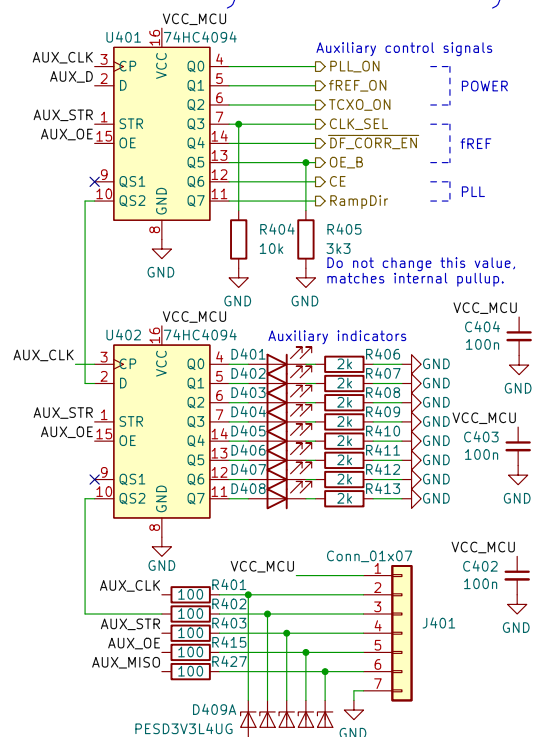 VCC_MCU
U401 16 74HC4094
AUX_CLK 3 CP VCC Q0 4 PLL_ON
AUX_D 2 D Q1 5 fREF_ON
Q2 6 TCXO_ON
AUX_STR 1 STR Q3 7 CLK_SEL
AUX_OE 15 OE Q4 14 DF_CORR_EN
Q5 13 OE_B
9 QS1 Q6 12 CE
10 QS2 GND Q7 11 RampDir
8
GND
Auxiliary control signals
POWER
fREF
PLL
R404
10k
GND
R405
3k3
GND
Do not change this value,
matches internal pullup.
VCC_MCU
U402 16 74HC4094
Auxiliary indicators
AUX_CLK 3 CP VCC Q0 4 D401 2k R406 GND
2 D Q1 5 D402 2k R407 GND
Q2 6 D403 2k R408 GND
AUX_STR 1 STR Q3 7 D404 2k R409 GND
AUX_OE 15 OE Q4 14 D405 2k R410 GND
Q5 13 D406 2k R411 GND
9 QS1 Q6 12 D407 2k R412 GND
10 QS2 GND Q7 11 D408 2k R413 GND
8
GND
VCC_MCU
C404
100n
GND
VCC_MCU
C403
100n
GND
VCC_MCU
C402
100n
GND
Conn_01x07
VCC_MCU 1
AUX_CLK 100 R401 2
100 R402 3
AUX_STR 100 R403 4
AUX_OE 100 R415 5
AUX_MISO 100 R427 6
7
J401
D409A
PESD3V3L4UG
GND